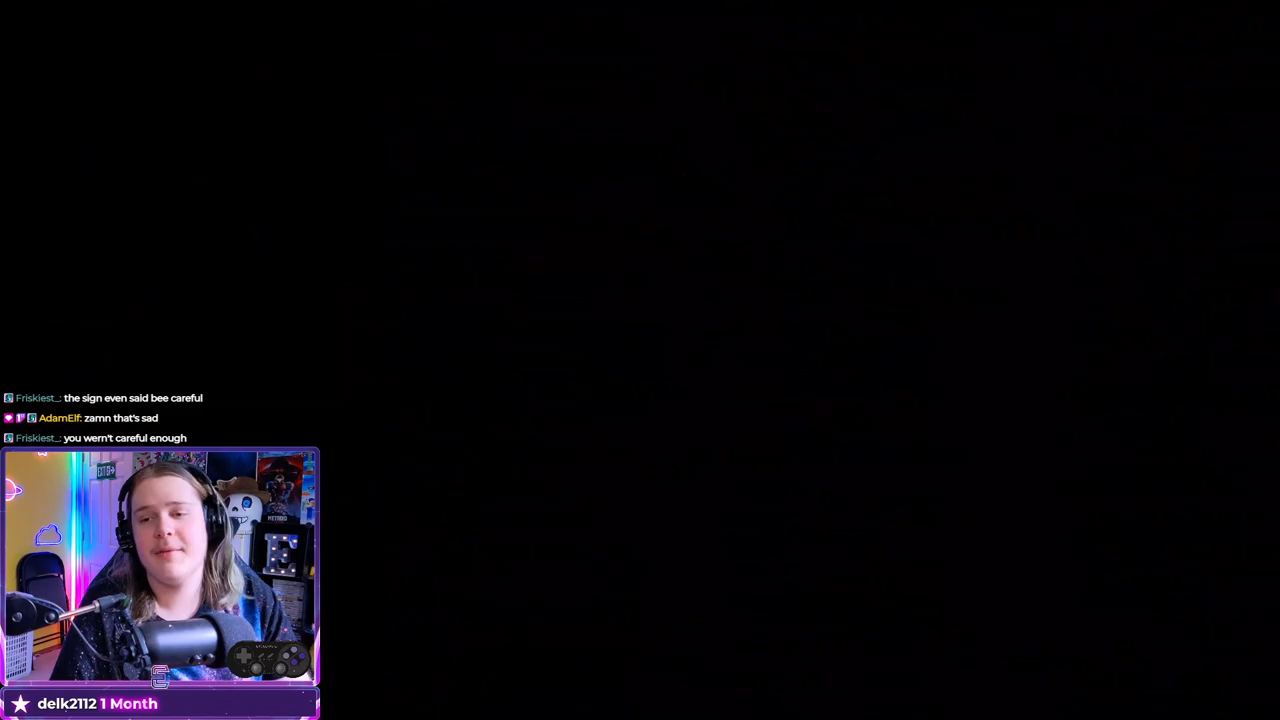 Friskiest_: the sign even said bee careful
AdamElf: zamn that's sad
Friskiest_: you wern't careful enough
EXIT
METROID
E
E
delk2112 1 Month